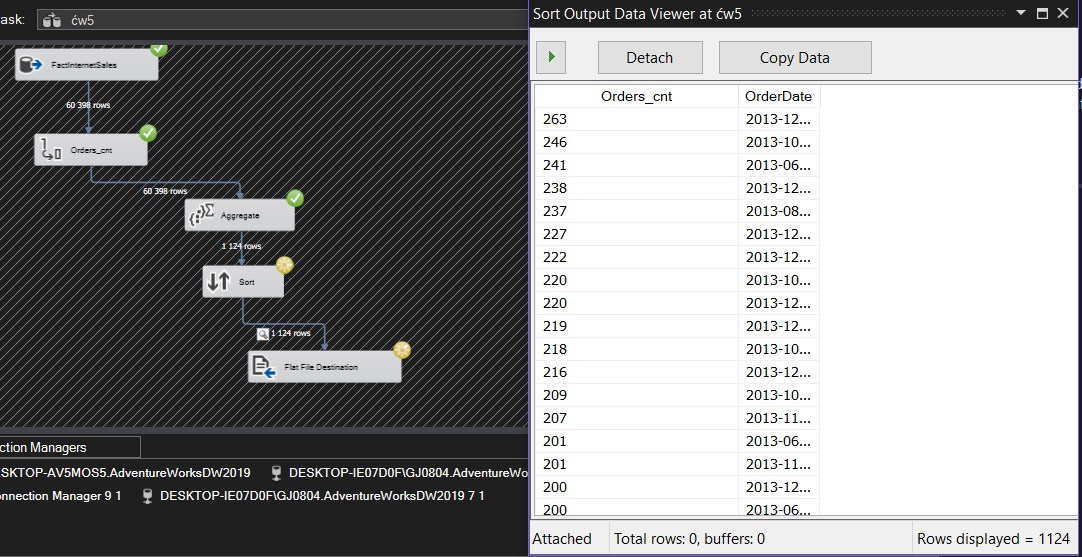 ask:
ćw5
FactInternetSales
60 398 rows
Orders_cnt
60 398 rows
Aggregate
1 124 rows
Sort
1 124 rows
Flat File Destination
ction Managers
SKTOP-AV5MOS5.AdventureWorksDW2019
DESKTOP-IE07D0F\GJ0804.AdventureWo
onnection Manager 9 1
DESKTOP-IE07D0F\GJ0804.AdventureWorksDW2019 7 1
Sort Output Data Viewer at ćw5
Detach
Copy Data
Orders_cnt OrderDate
263 2013-12...
246 2013-10...
241 2013-06...
238 2013-12...
237 2013-08...
227 2013-12...
222 2013-12...
220 2013-10...
220 2013-12...
219 2013-12...
218 2013-10...
216 2013-12...
209 2013-10...
207 2013-11...
201 2013-06...
201 2013-11...
200 2013-12...
200 2013-06...
Attached
Total rows: 0, buffers: 0
Rows displayed = 1124